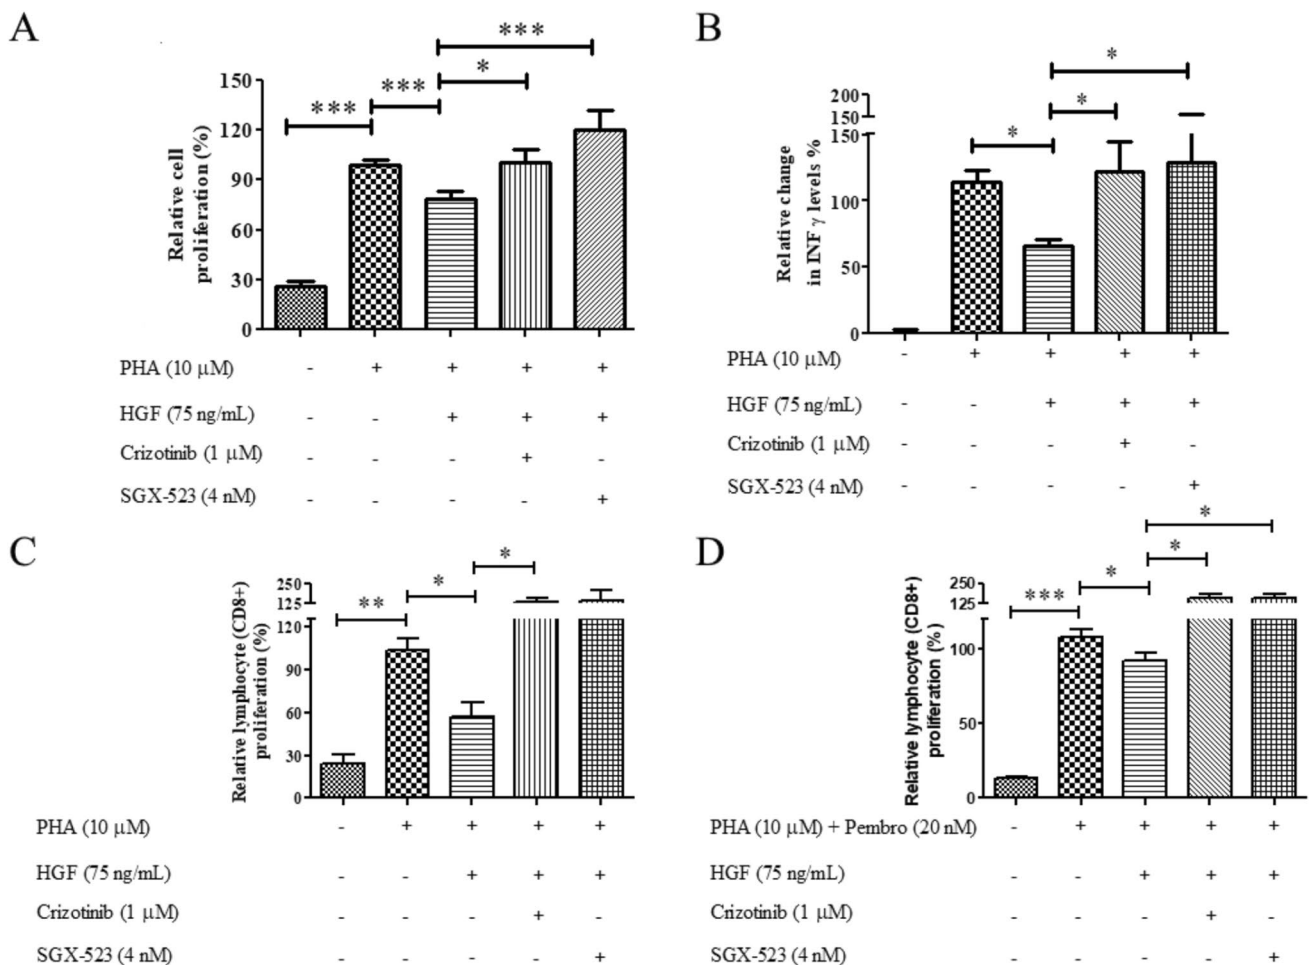 A
***
***
***
*
150
120
90
60
30
0
Relative cell
proliferation (%)
PHA (10 μM) - + + + +
HGF (75 ng/mL) - - + + +
Crizotinib (1 μM) - - - + -
SGX-523 (4 nM) - - - - +
B
*
*
*
200
150
150
100
50
0
Relative change
in INF γ levels %
PHA (10 μM) - + + + +
HGF (75 ng/mL) - - + + +
Crizotinib (1 μM) - - - + -
SGX-523 (4 nM) - - - - +
C
**
*
*
250
125
120
90
60
30
0
Relative lymphocyte (CD8+)
proliferation (%)
PHA (10 μM) - + + + +
HGF (75 ng/mL) - - + + +
Crizotinib (1 μM) - - - + -
SGX-523 (4 nM) - - - - +
D
***
*
*
*
250
125
100
50
0
Relative lymphocyte (CD8+)
proliferation (%)
PHA (10 μM) + Pembro (20 nM) - + + + +
HGF (75 ng/mL) - - + + +
Crizotinib (1 μM) - - - + -
SGX-523 (4 nM) - - - - +